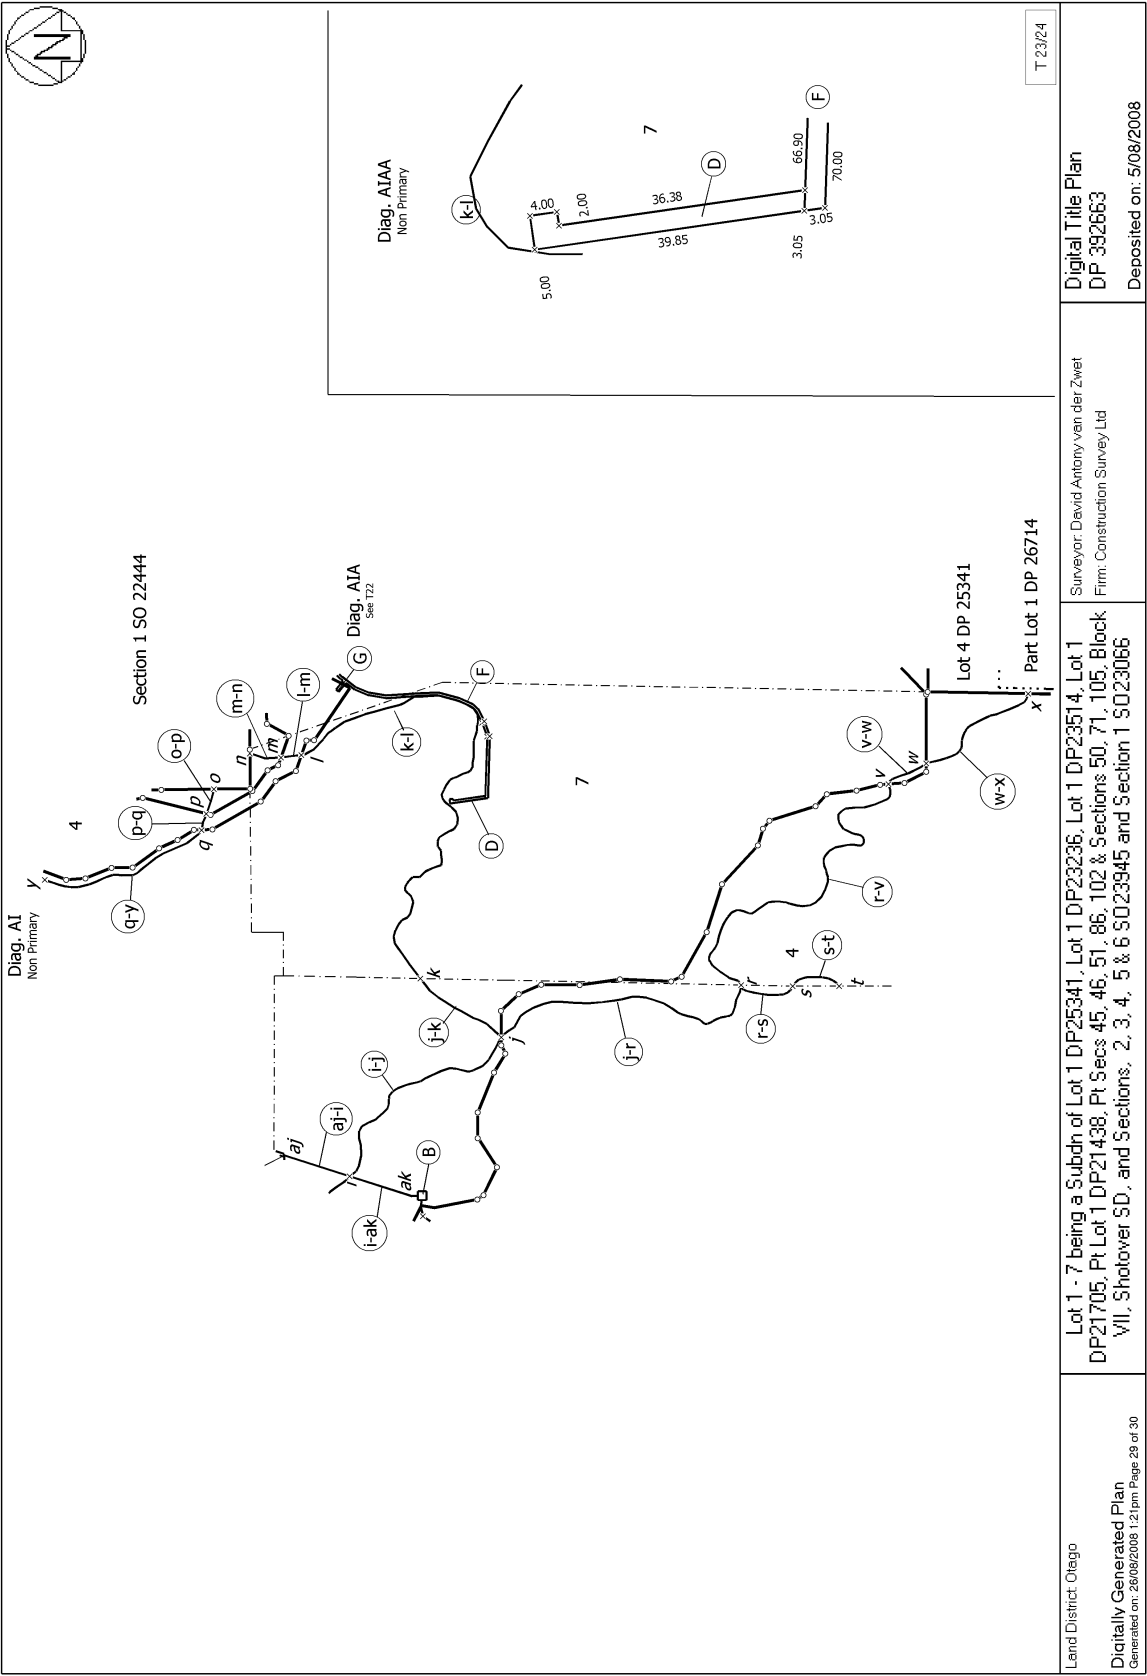 N
Diag. AI
Non Primary
y
4
Section 1 SO 22444
q-y
p-q
o-p
m-n
l-m
q
p
o
n
m
l
Diag. AIA
See T22
G
k-l
F
D
7
aj
aj-i
i
i-j
i-ak
ak
B
j-k
k
j
j-r
r
r-s
s
4
s-t
t
r-v
v-w
v
w
w-x
x
Lot 4 DP 25341
Part Lot 1 DP 26714
Diag. AIAA
Non Primary
k-l
4.00
2.00
5.00
36.38
39.85
D
7
66.90
F
70.00
3.05
3.05
T 23/24
Land District: Otago
Digitally Generated Plan
Generated on: 26/08/2008 1:21pm Page 29 of 30
Lot 1 - 7 being a Subdn of Lot 1 DP25341, Lot 1 DP23236, Lot 1 DP23514, Lot 1
DP21705, Pt Lot 1 DP21438, Pt Secs 45, 46, 51, 86, 102 & Sections 50, 71, 105, Block
VII, Shotover SD, and Sections, 2, 3, 4, 5 & 6 SO23945 and Section 1 SO23066
Surveyor: David Antony van der Zwet
Firm: Construction Survey Ltd
Digital Title Plan
DP 392663
Deposited on: 5/08/2008